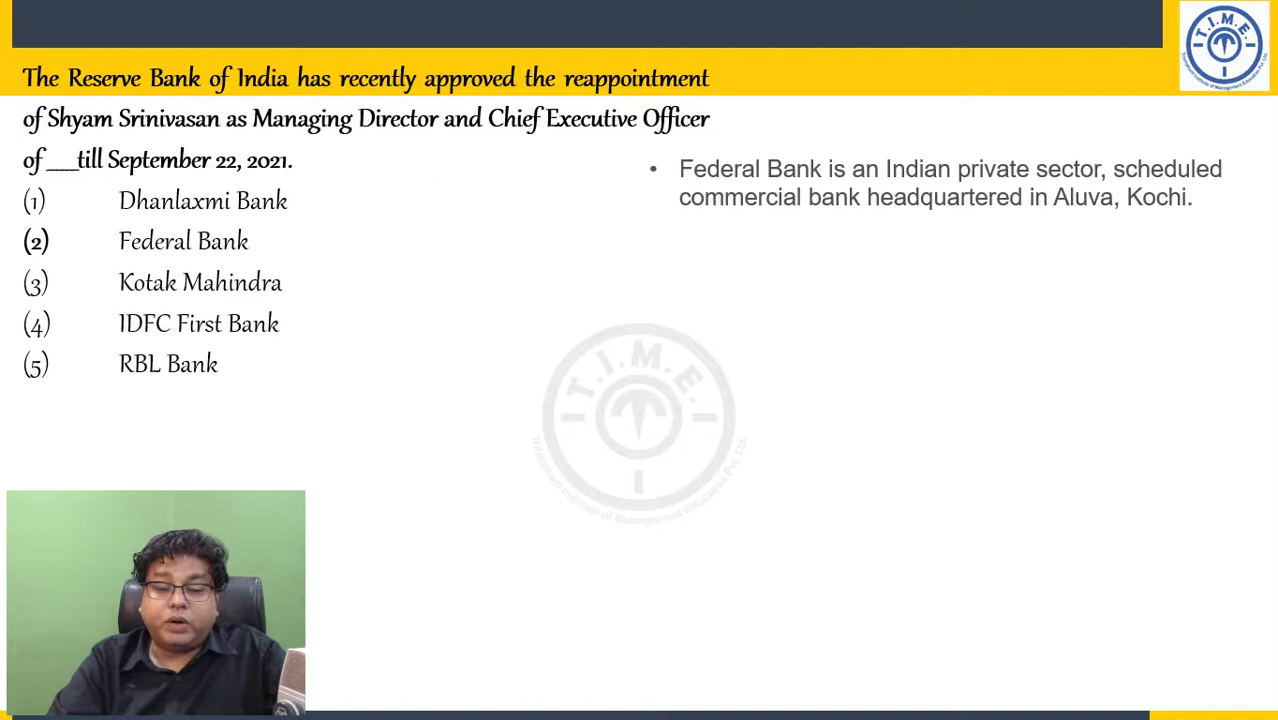 The Reserve Bank of India has recently approved the reappointment
of Shyam Srinivasan as Managing Director and Chief Executive Officer
of ___till September 22, 2021.
(1) Dhanlaxmi Bank
(2) Federal Bank
(3) Kotak Mahindra
(4) IDFC First Bank
(5) RBL Bank
• Federal Bank is an Indian private sector, scheduled
commercial bank headquartered in Aluva, Kochi.
T.I.M.E.
T.I.M.E.